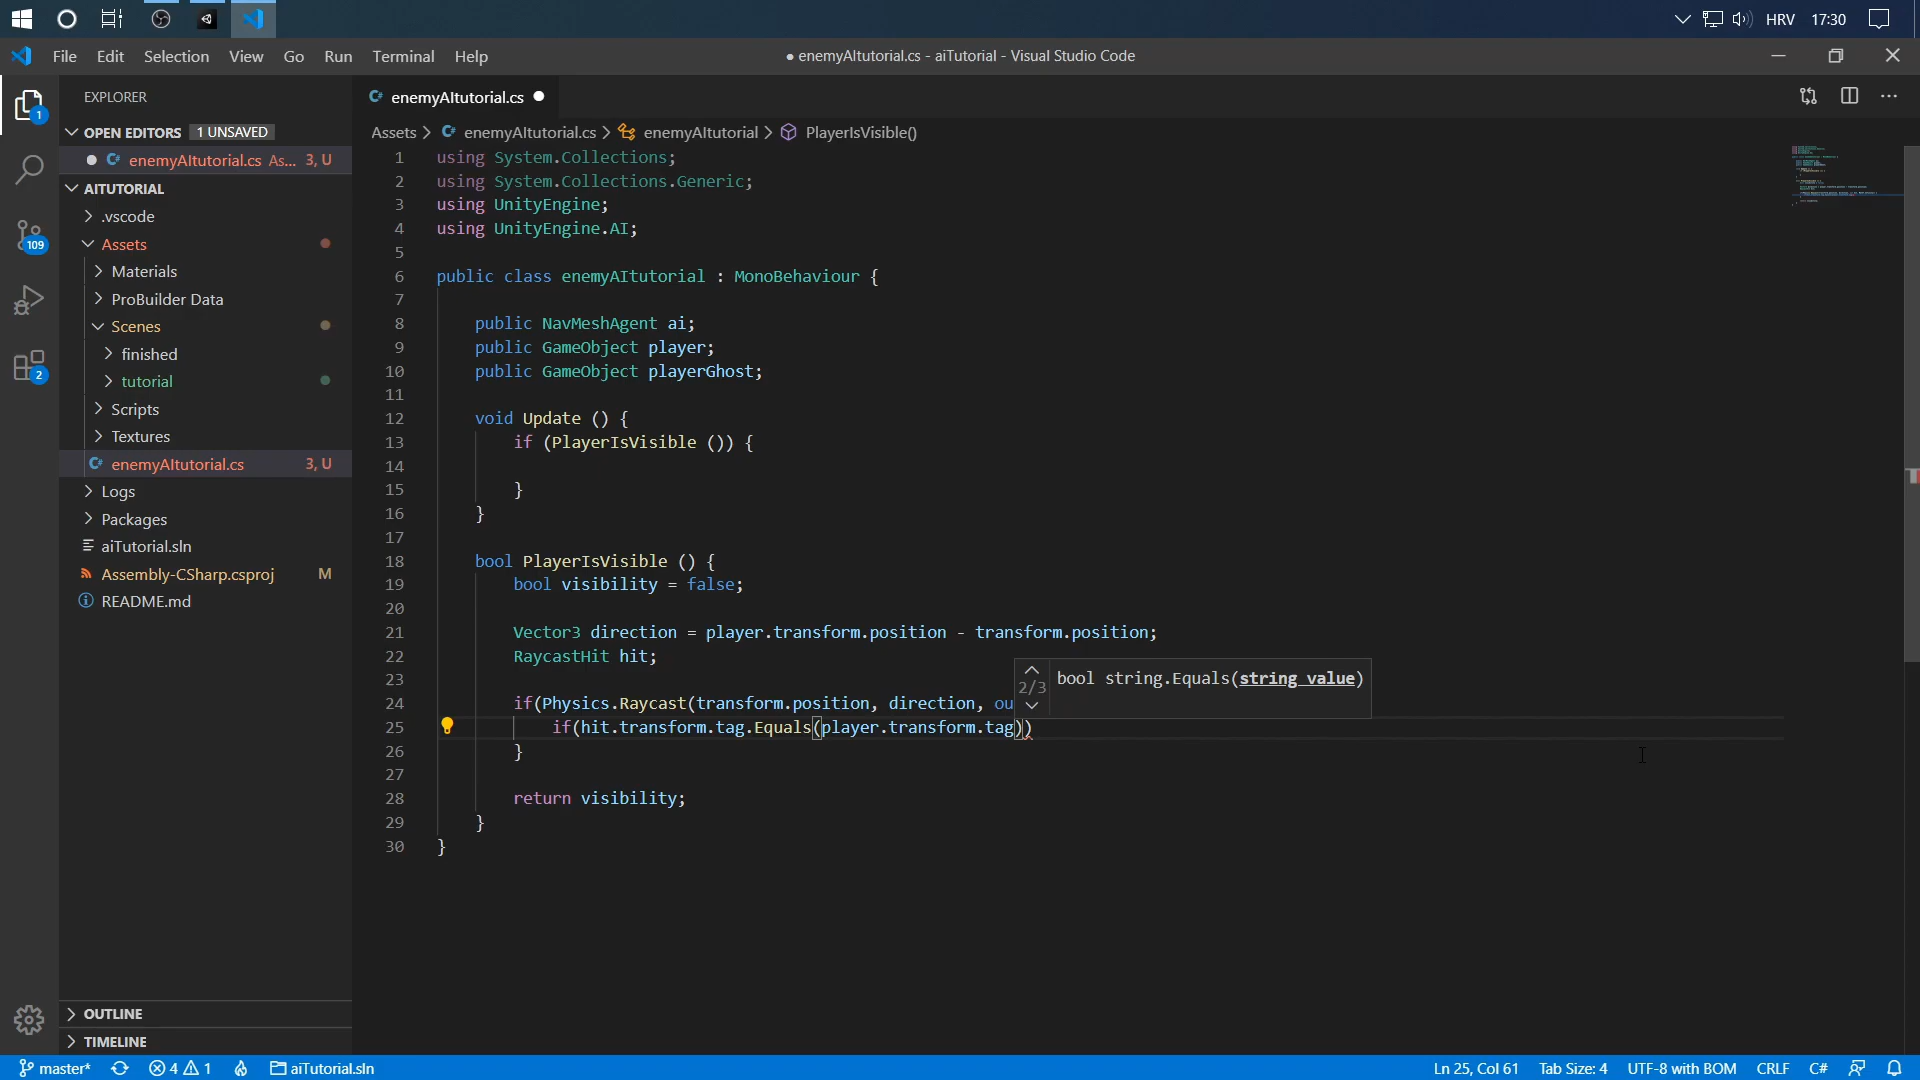 HRV 17:30
File Edit Selection View Go Run Terminal Help
● enemyAItutorial.cs - aiTutorial - Visual Studio Code
EXPLORER
OPEN EDITORS 1 UNSAVED
enemyAItutorial.cs As... 3, U
AITUTORIAL
.vscode
Assets
Materials
ProBuilder Data
Scenes
finished
tutorial
Scripts
Textures
enemyAItutorial.cs 3, U
Logs
Packages
aiTutorial.sln
Assembly-CSharp.csproj M
README.md
OUTLINE
TIMELINE
1
109
2
enemyAItutorial.cs
Assets > enemyAItutorial.cs > enemyAItutorial > PlayerIsVisible()
1 using System.Collections;
2 using System.Collections.Generic;
3 using UnityEngine;
4 using UnityEngine.AI;
5
6 public class enemyAItutorial : MonoBehaviour {
7
8 public NavMeshAgent ai;
9 public GameObject player;
10 public GameObject playerGhost;
11
12 void Update () {
13 if (PlayerIsVisible ()) {
14
15 }
16 }
17
18 bool PlayerIsVisible () {
19 bool visibility = false;
20
21 Vector3 direction = player.transform.position - transform.position;
22 RaycastHit hit;
23
2/3 bool string.Equals(string value)
24 if(Physics.Raycast(transform.position, direction, ou
25 if(hit.transform.tag.Equals(player.transform.tag))
26 }
27
28 return visibility;
29 }
30 }
master* 4 1 aiTutorial.sln
Ln 25, Col 61 Tab Size: 4 UTF-8 with BOM CRLF C#